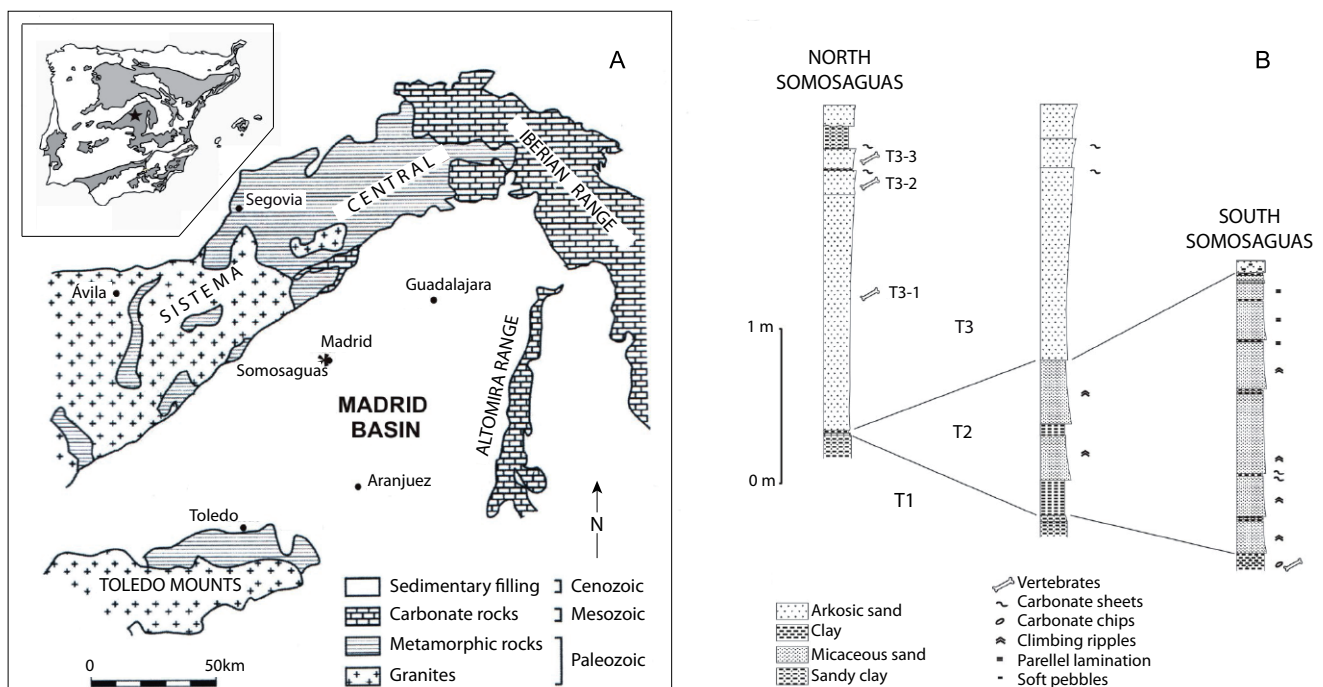 A
Segovia
CENTRAL
IBERIAN RANGE
Ávila
SISTEMA
Guadalajara
Madrid
Somosaguas
MADRID
BASIN
ALTOMIRA RANGE
Aranjuez
N
Toledo
TOLEDO MOUNTS
Sedimentary filling
Cenozoic
Carbonate rocks
Mesozoic
Metamorphic rocks
Paleozoic
Granites
0
50km
B
NORTH
SOMOSAGUAS
T3-3
T3-2
T3-1
SOUTH
SOMOSAGUAS
1 m
0 m
T3
T2
T1
Arkosic sand
Clay
Micaceous sand
Sandy clay
Vertebrates
Carbonate sheets
Carbonate chips
Climbing ripples
Parellel lamination
Soft pebbles